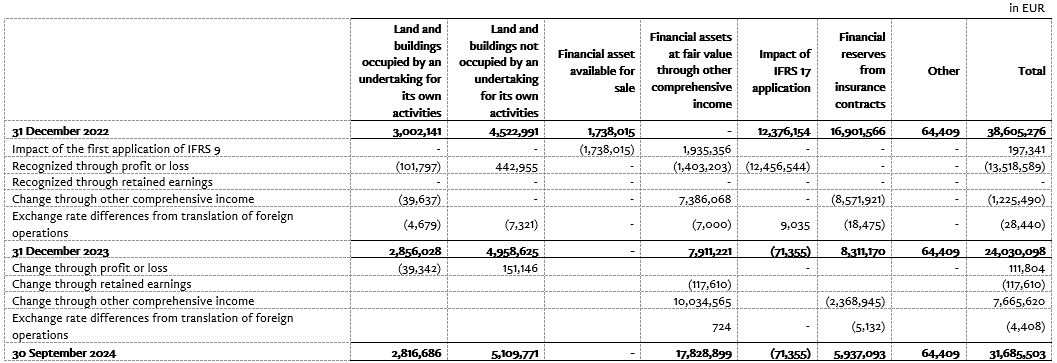 in EUR
Land and buildings occupied by an undertaking for its own activities | Land and buildings not occupied by an undertaking for its own activities | Financial asset available for sale | Financial assets at fair value through other comprehensive income | Impact of IFRS 17 application | Financial reserves from insurance contracts | Other | Total
31 December 2022 | 3,002,141 | 4,522,991 | 1,738,015 | - | 12,376,154 | 16,901,566 | 64,409 | 38,605,276
Impact of the first application of IFRS 9 | - | - | (1,738,015) | 1,935,356 | - | - | - | 197,341
Recognized through profit or loss | (101,797) | 442,955 | - | (1,403,203) | (12,456,544) | - | - | (13,518,589)
Recognized through retained earnings | - | - | - | - | - | - | - | -
Change through other comprehensive income | (39,637) | - | - | 7,386,068 | - | (8,571,921) | - | (1,225,490)
Exchange rate differences from translation of foreign
operations | (4,679) | (7,321) | - | (7,000) | 9,035 | (18,475) | - | (28,440)
31 December 2023 | 2,856,028 | 4,958,625 | - | 7,911,221 | (71,355) | 8,311,170 | 64,409 | 24,030,098
Change through profit or loss | (39,342) | 151,146 | | | - | | - | 111,804
Change through retained earnings | | | | (117,610) | | | | (117,610)
Change through other comprehensive income | | | | 10,034,565 | | (2,368,945) | | 7,665,620
Exchange rate differences from translation of foreign
operations | | | | 724 | - | (5,132) | | (4,408)
30 September 2024 | 2,816,686 | 5,109,771 | - | 17,828,899 | (71,355) | 5,937,093 | 64,409 | 31,685,503